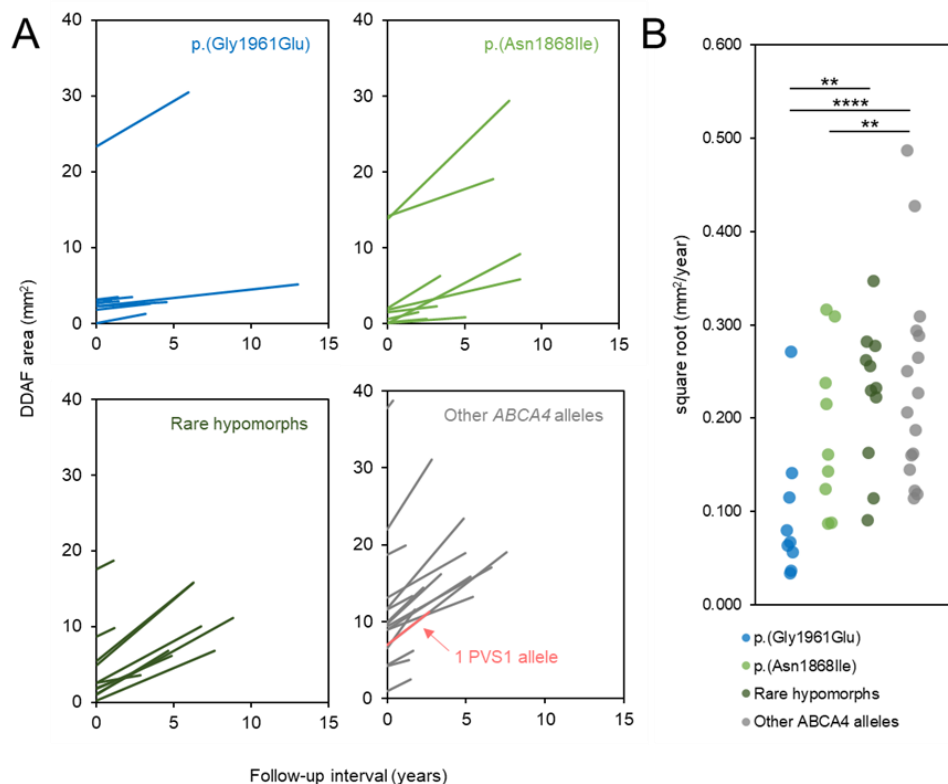 A
B
DDAF area (mm²)
40
30
20
10
0
0 5 10 15
p.(Gly1961Glu)
40
30
20
10
0
0 5 10 15
p.(Asn1868Ile)
40
30
20
10
0
0 5 10 15
Rare hypomorphs
40
30
20
10
0
0 5 10 15
Other ABCA4 alleles
1 PVS1 allele
Follow-up interval (years)
square root (mm²/year)
0.600
0.500
0.400
0.300
0.200
0.100
0.000
**
****
**
p.(Gly1961Glu)
p.(Asn1868Ile)
Rare hypomorphs
Other ABCA4 alleles